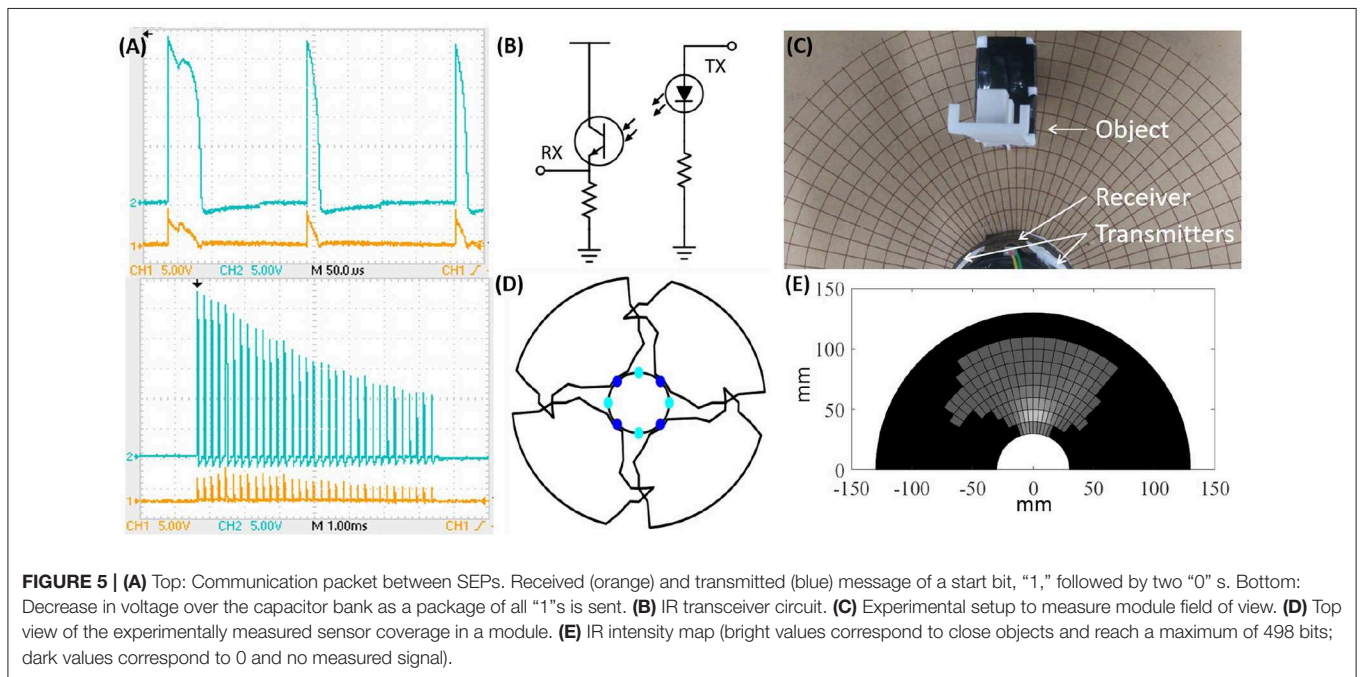 (A)
2
1
CH1 5.00V CH2 5.00V M 50.0µs CH1
2
1
CH1 5.00V CH2 5.00V M 1.00ms CH1
(B)
TX
RX
(C)
Object
Receiver
Transmitters
(D)
(E)
150
100
50
0
mm
-150 -100 -50 0 50 100 150
mm
FIGURE 5 | (A) Top: Communication packet between SEPs. Received (orange) and transmitted (blue) message of a start bit, “1,” followed by two “0” s. Bottom:
Decrease in voltage over the capacitor bank as a package of all “1”s is sent. (B) IR transceiver circuit. (C) Experimental setup to measure module field of view. (D) Top
view of the experimentally measured sensor coverage in a module. (E) IR intensity map (bright values correspond to close objects and reach a maximum of 498 bits;
dark values correspond to 0 and no measured signal).